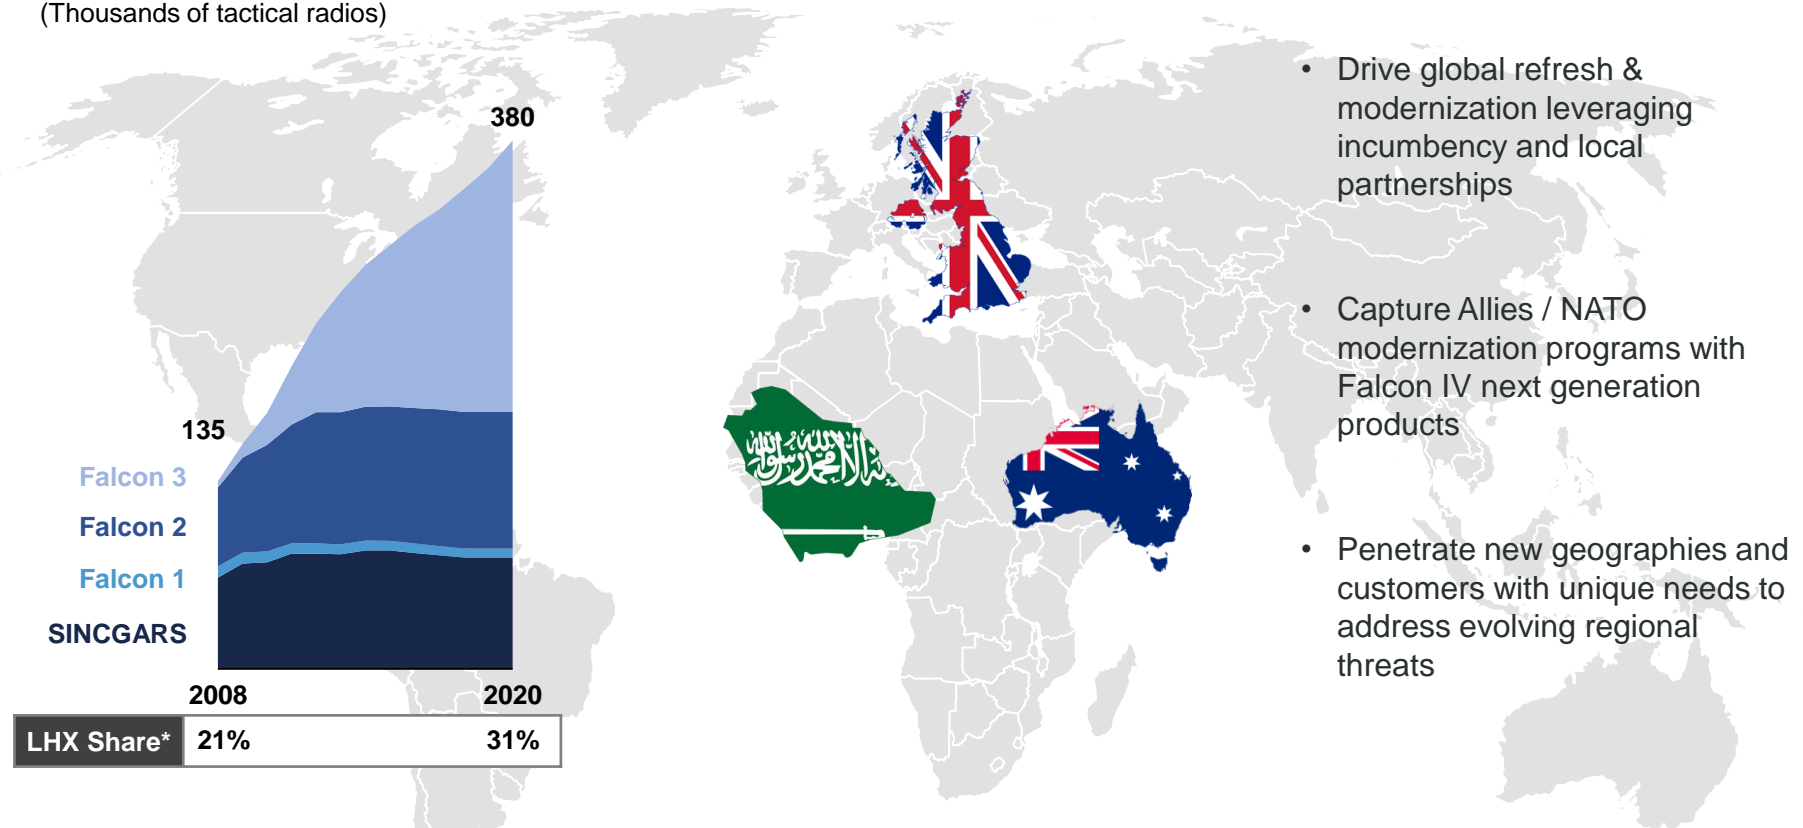 (Thousands of tactical radios)
380
135
Falcon 3
Falcon 2
Falcon 1
SINCGARS
2008 2020
LHX Share* 21% 31%
• Drive global refresh &
modernization leveraging
incumbency and local
partnerships
• Capture Allies / NATO
modernization programs with
Falcon IV next generation
products
• Penetrate new geographies and
customers with unique needs to
address evolving regional
threats